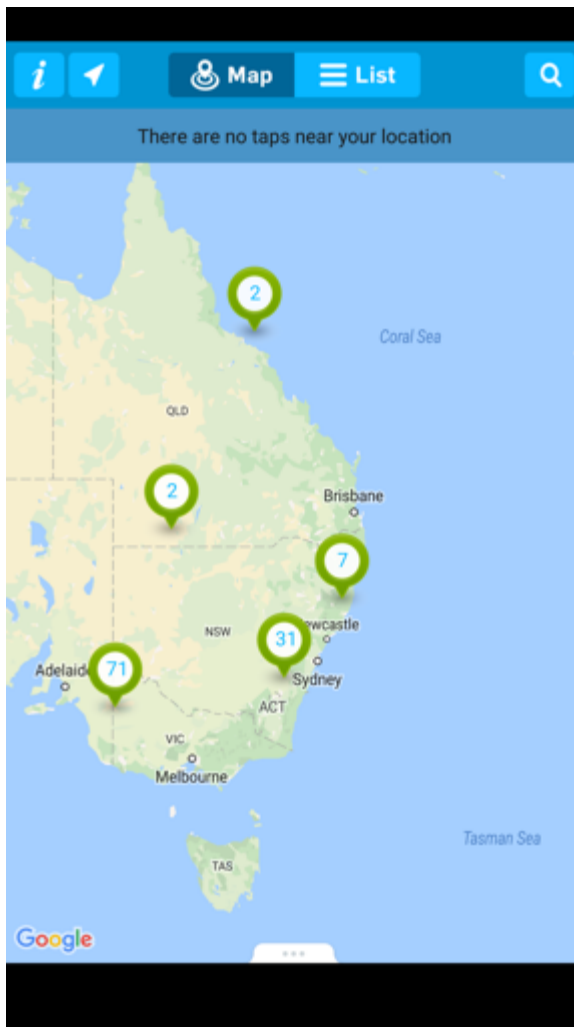 i
Map
List
There are no taps near your location
2
Coral Sea
QLD
2
Brisbane
7
NSW
31
wcastle
Adelaid
71
Sydney
ACT
VIC
Melbourne
Tasman Sea
TAS
Google